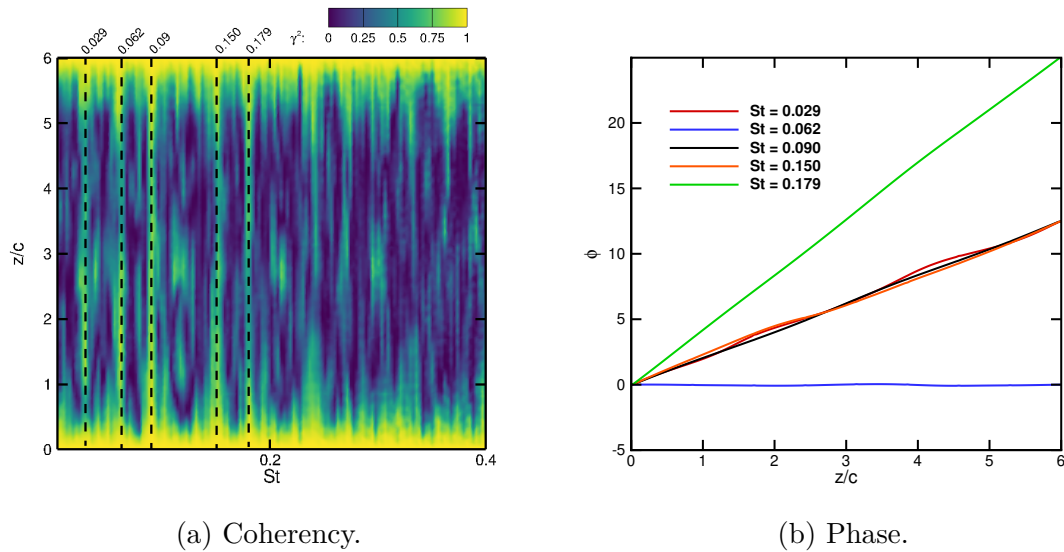 γ²: 0 0.25 0.5 0.75 1
0.029 0.062 0.09 0.150 0.179
6
5
4
3
2
1
0
z/c
0.2 0.4
St
(a) Coherency.
20
15
10
5
0
-5
ϕ
St = 0.029
St = 0.062
St = 0.090
St = 0.150
St = 0.179
0 1 2 3 4 5 6
z/c
(b) Phase.